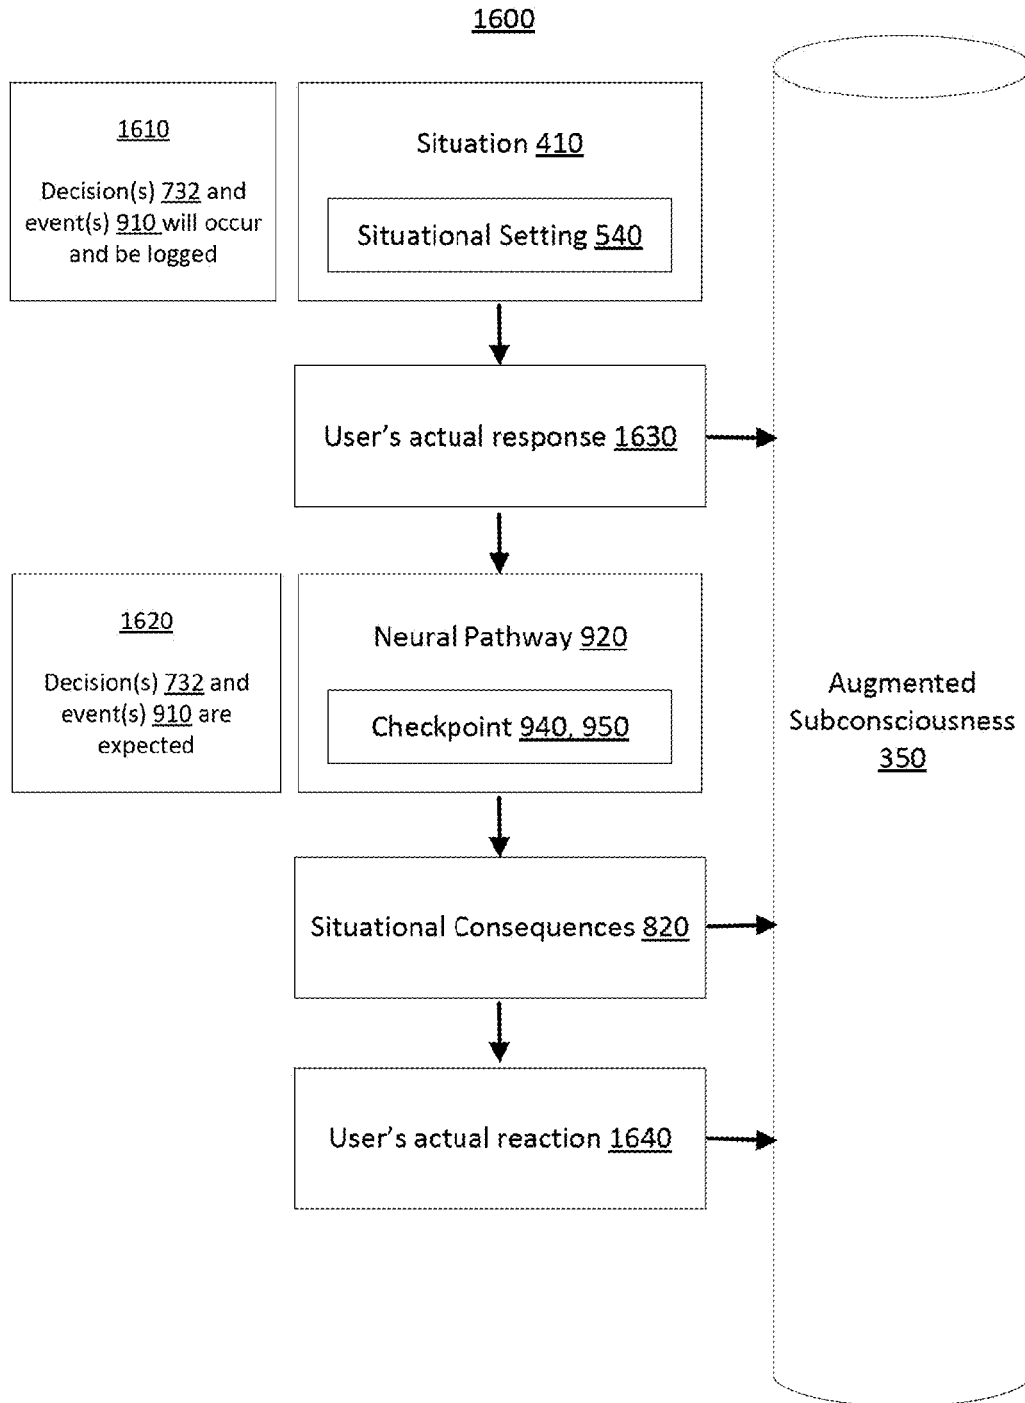 1600
1610
Decision(s) 732 and
event(s) 910 will occur
and be logged
Situation 410
Situational Setting 540
User's actual response 1630
1620
Decision(s) 732 and
event(s) 910 are
expected
Neural Pathway 920
Checkpoint 940, 950
Augmented
Subconsciousness
350
Situational Consequences 820
User's actual reaction 1640